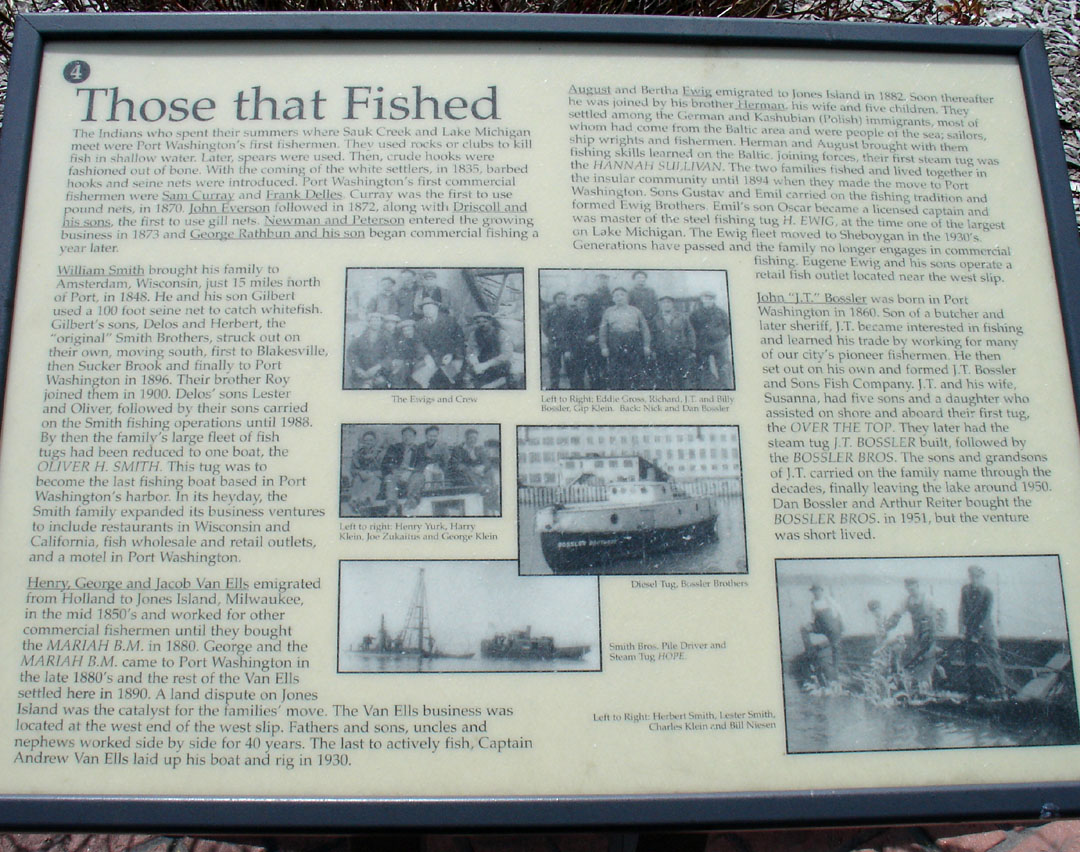 4
Those that Fished
The Indians who spent their summers where Sauk Creek and Lake Michigan
meet were Port Washington's first fishermen. They used rocks or clubs to kill
fish in shallow water. Later, spears were used. Then, crude hooks were
fashioned out of bone. With the coming of the white settlers, in 1835, barbed
hooks and seine nets were introduced. Port Washington's first commercial
fishermen were Sam Curray and Frank Delles. Curray was the first to use
pound nets, in 1870. John Everson followed in 1872, along with Driscoll and
his sons, the first to use gill nets. Newman and Peterson entered the growing
business in 1873 and George Rathbun and his son began commercial fishing a
year later.
William Smith brought his family to
Amsterdam, Wisconsin, just 15 miles north
of Port, in 1848. He and his son Gilbert
used a 100 foot seine net to catch whitefish.
Gilbert's sons, Delos and Herbert, the
"original" Smith Brothers, struck out on
their own, moving south, first to Blakesville,
then Sucker Brook and finally to Port
Washington in 1896. Their brother Roy
joined them in 1900. Delos' sons Lester
and Oliver, followed by their sons carried
on the Smith fishing operations until 1988.
By then the family's large fleet of fish
tugs had been reduced to one boat, the
OLIVER H. SMITH. This tug was to
become the last fishing boat based in Port
Washington's harbor. In its heyday, the
Smith family expanded its business ventures
to include restaurants in Wisconsin and
California, fish wholesale and retail outlets,
and a motel in Port Washington.
Henry, George and Jacob Van Ells emigrated
from Holland to Jones Island, Milwaukee,
in the mid 1850's and worked for other
commercial fishermen until they bought
the MARIAH B.M. in 1880. George and the
MARIAH B.M. came to Port Washington in
the late 1880's and the rest of the Van Ells
settled here in 1890. A land dispute on Jones
Island was the catalyst for the families' move. The Van Ells business was
located at the west end of the west slip. Fathers and sons, uncles and
nephews worked side by side for 40 years. The last to actively fish, Captain
Andrew Van Ells laid up his boat and rig in 1930.
August and Bertha Ewig emigrated to Jones Island in 1882. Soon thereafter
he was joined by his brother Herman, his wife and five children. They
settled among the German and Kashubian (Polish) immigrants, most of
whom had come from the Baltic area and were people of the sea; sailors,
ship wrights and fishermen. Herman and August brought with them
fishing skills learned on the Baltic. Joining forces, their first steam tug was
the HANNAH SULLIVAN. The two families fished and lived together in
the insular community until 1894 when they made the move to Port
Washington. Sons Gustav and Emil carried on the fishing tradition and
formed Ewig Brothers. Emil's son Oscar became a licensed captain and
was master of the steel fishing tug H. EWIG, at the time one of the largest
on Lake Michigan. The Ewig fleet moved to Sheboygan in the 1930's.
Generations have passed and the family no longer engages in commercial
fishing. Eugene Ewig and his sons operate a
retail fish outlet located near the west slip.
John "J.T." Bossler was born in Port
Washington in 1860. Son of a butcher and
later sheriff, J.T. became interested in fishing
and learned his trade by working for many
of our city's pioneer fishermen. He then
set out on his own and formed J.T. Bossler
and Sons Fish Company. J.T. and his wife,
Susanna, had five sons and a daughter who
assisted on shore and aboard their first tug,
the OVER THE TOP. They later had the
steam tug J.T. BOSSLER built, followed by
the BOSSLER BROS. The sons and grandsons
of J.T. carried on the family name through the
decades, finally leaving the lake around 1950.
Dan Bossler and Arthur Reiter bought the
BOSSLER BROS. in 1951, but the venture
was short lived.
The Ewigs and Crew
Left to Right: Eddie Gross, Richard, J.T. and Billy
Bossler, Gip Klein. Back: Nick and Dan Bossler
Left to right: Henry Yurk, Harry
Klein, Joe Zukaitus and George Klein
BOSSLER BROTHERS
Diesel Tug, Bossler Brothers
Smith Bros. Pile Driver and
Steam Tug HOPE.
Left to Right: Herbert Smith, Lester Smith,
Charles Klein and Bill Niesen